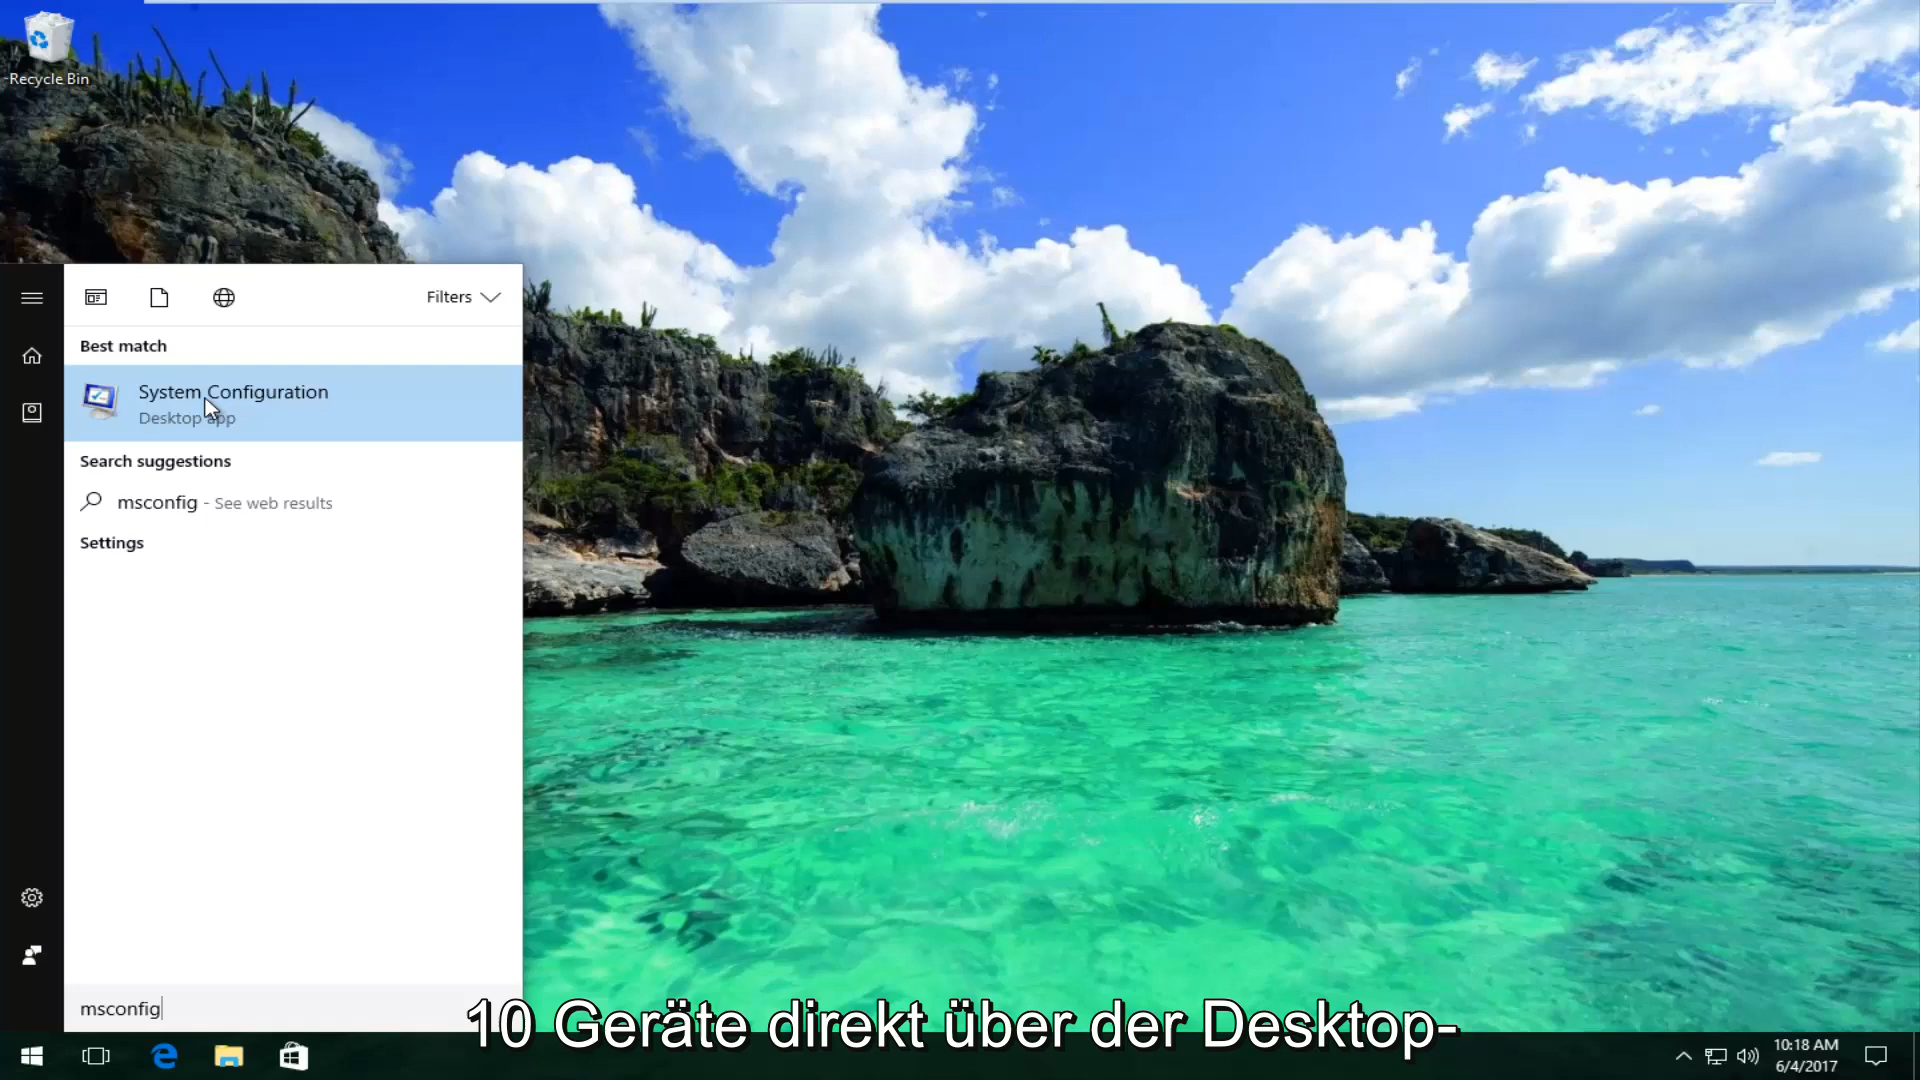 Recycle Bin
Filters
Best match
System Configuration
Desktop app
Search suggestions
msconfig - See web results
Settings
msconfig
10 Geräte direkt über der Desktop-
10:18 AM
6/4/2017